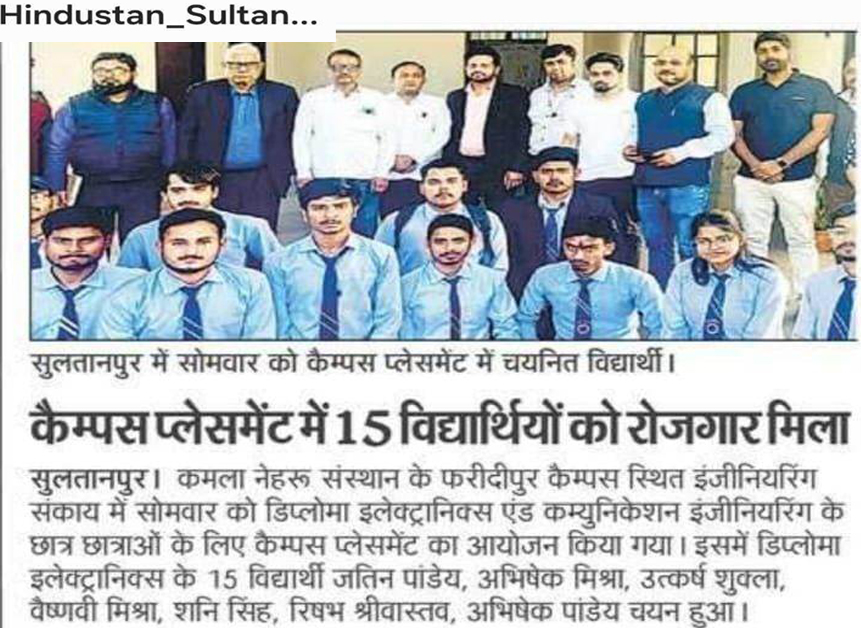 Hindustan_Sultan...
सुलतानपुर में सोमवार को कैम्पस प्लेसमेंट में चयनित विद्यार्थी।
कैम्पस प्लेसमेंट में 15 विद्यार्थियों को रोजगार मिला
सुलतानपुर। कमला नेहरू संस्थान के फरीदीपुर कैम्पस स्थित इंजीनियरिंग
संकाय में सोमवार को डिप्लोमा इलेक्ट्रानिक्स एंड कम्युनिकेशन इंजीनियरिंग के
छात्र छात्राओं के लिए कैम्पस प्लेसमेंट का आयोजन किया गया। इसमें डिप्लोमा
इलेक्ट्रानिक्स के 15 विद्यार्थी जतिन पांडेय, अभिषेक मिश्रा, उत्कर्ष शुक्ला,
वैष्णवी मिश्रा, शनि सिंह, रिषभ श्रीवास्तव, अभिषेक पांडेय चयन हुआ।